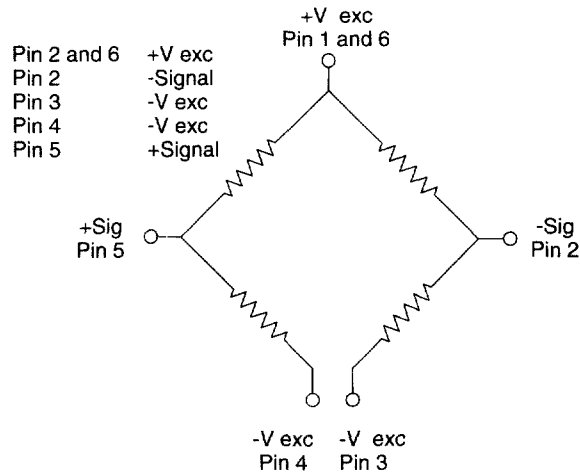 +V exc
Pin 1 and 6
Pin 2 and 6 +V exc
Pin 2 -Signal
Pin 3 -V exc
Pin 4 -V exc
Pin 5 +Signal
+Sig
Pin 5
-Sig
Pin 2
-V exc
Pin 4
-V exc
Pin 3